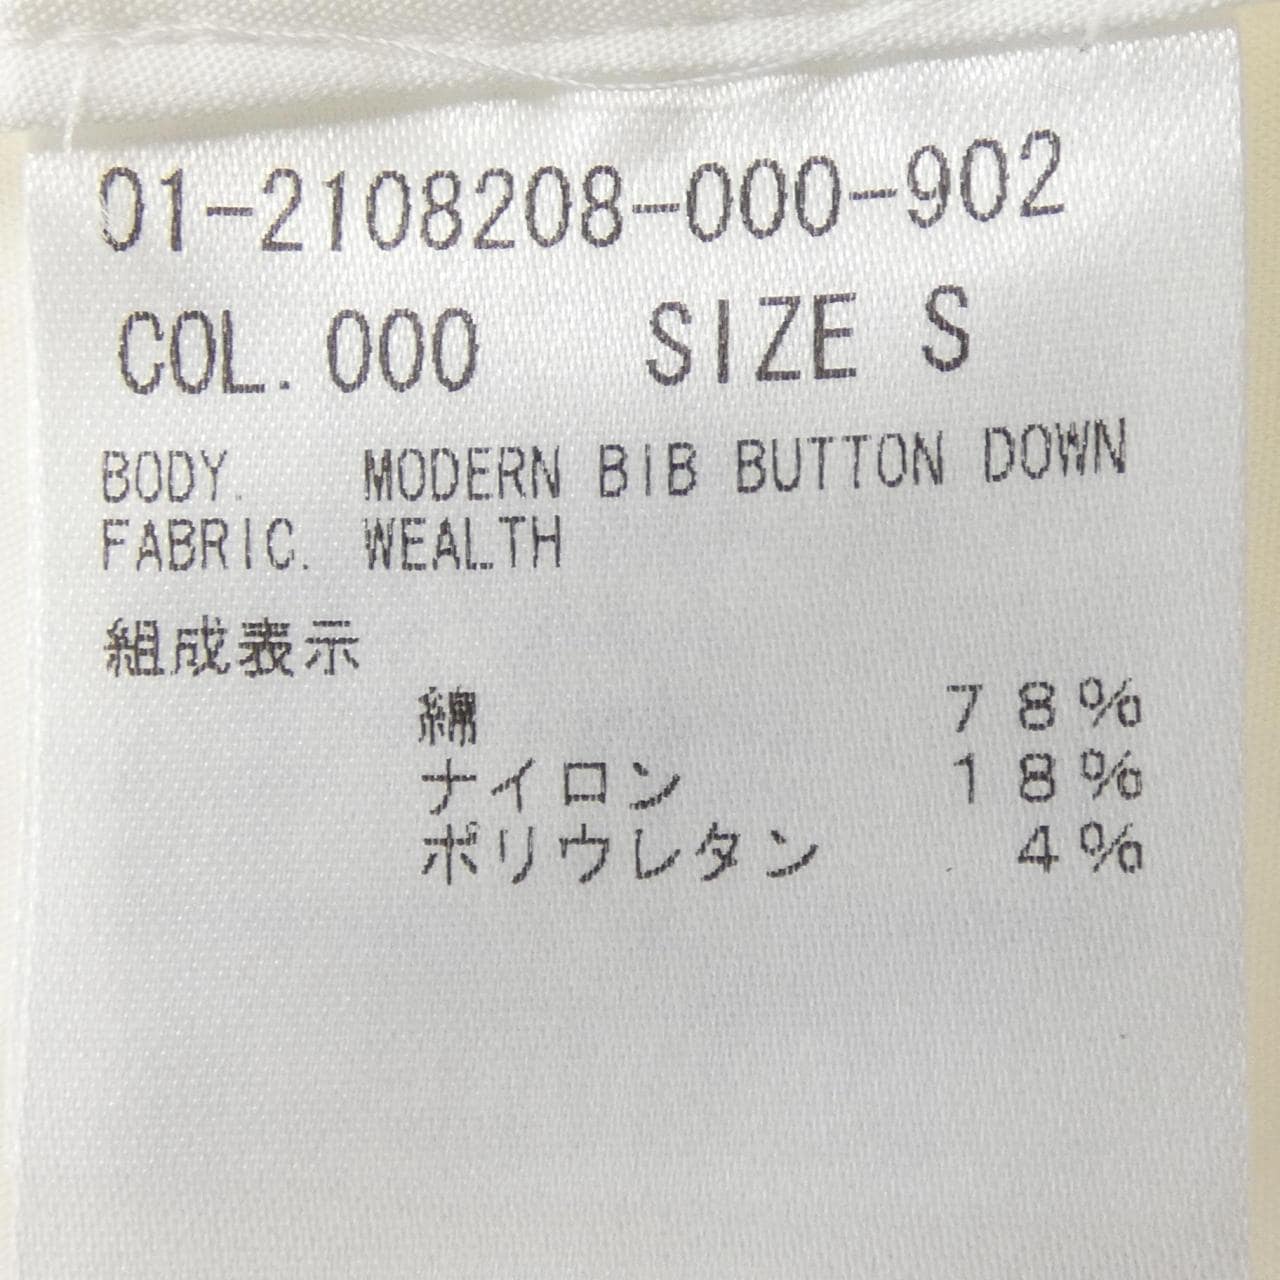 01-2108208-000-902
COL. 000 SIZE S
BODY. MODERN BIB BUTTON DOWN
FABRIC. WEALTH
組成表示
綿 78%
ナイロン 18%
ポリウレタン 4%